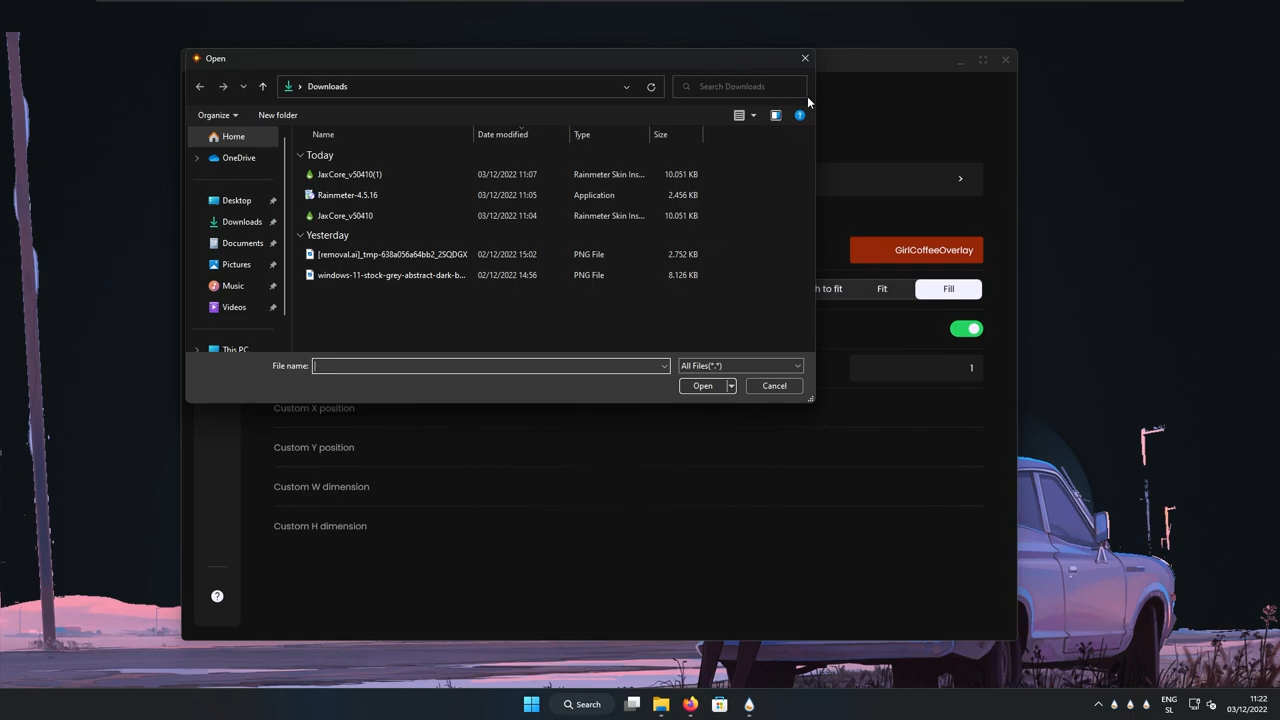 Open
Downloads
Search Downloads
Organize
New folder
Home
OneDrive
Desktop
Downloads
Documents
Pictures
Music
Videos
This PC
Name Date modified Type Size
Today
JaxCore_v50410(1) 03/12/2022 11:07 Rainmeter Skin Ins... 10.051 KB
Rainmeter-4.5.16 03/12/2022 11:05 Application 2.456 KB
JaxCore_v50410 03/12/2022 11:04 Rainmeter Skin Ins... 10.051 KB
Yesterday
[removal.ai]_tmp-638a056a64bb2_2SQDGX 02/12/2022 15:02 PNG File 2.752 KB
windows-11-stock-grey-abstract-dark-b... 02/12/2022 14:56 PNG File 8.126 KB
File name: All Files(*.*)
Open Cancel
GirlCoffeeOverlay
h to fit Fit Fill
1
Custom X position
Custom Y position
Custom W dimension
Custom H dimension
?
Search
ENG
SL
11:22
03/12/2022